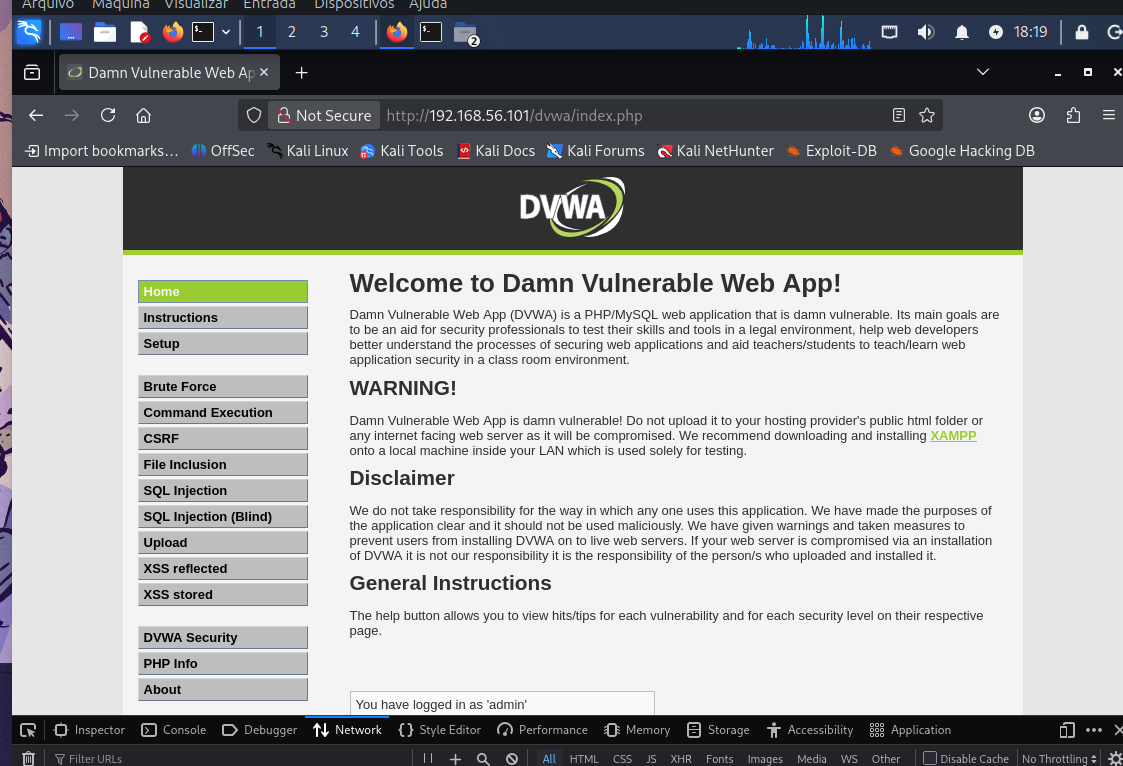 Arquivo Máquina Visualizar Entrada Dispositivos Ajuda
1 2 3 4 2 18:19
Damn Vulnerable Web Ap
Not Secure http://192.168.56.101/dvwa/index.php
Import bookmarks… OffSec Kali Linux Kali Tools Kali Docs Kali Forums Kali NetHunter Exploit-DB Google Hacking DB
DVWA
Home
Instructions
Setup
Brute Force
Command Execution
CSRF
File Inclusion
SQL Injection
SQL Injection (Blind)
Upload
XSS reflected
XSS stored
DVWA Security
PHP Info
About
Welcome to Damn Vulnerable Web App!
Damn Vulnerable Web App (DVWA) is a PHP/MySQL web application that is damn vulnerable. Its main goals are
to be an aid for security professionals to test their skills and tools in a legal environment, help web developers
better understand the processes of securing web applications and aid teachers/students to teach/learn web
application security in a class room environment.
WARNING!
Damn Vulnerable Web App is damn vulnerable! Do not upload it to your hosting provider's public html folder or
any internet facing web server as it will be compromised. We recommend downloading and installing XAMPP
onto a local machine inside your LAN which is used solely for testing.
Disclaimer
We do not take responsibility for the way in which any one uses this application. We have made the purposes of
the application clear and it should not be used maliciously. We have given warnings and taken measures to
prevent users from installing DVWA on to live web servers. If your web server is compromised via an installation
of DVWA it is not our responsibility it is the responsibility of the person/s who uploaded and installed it.
General Instructions
The help button allows you to view hits/tips for each vulnerability and for each security level on their respective
page.
You have logged in as 'admin'
Inspector Console Debugger Network Style Editor Performance Memory Storage Accessibility Application
Filter URLs All HTML CSS JS XHR Fonts Images Media WS Other Disable Cache No Throttling